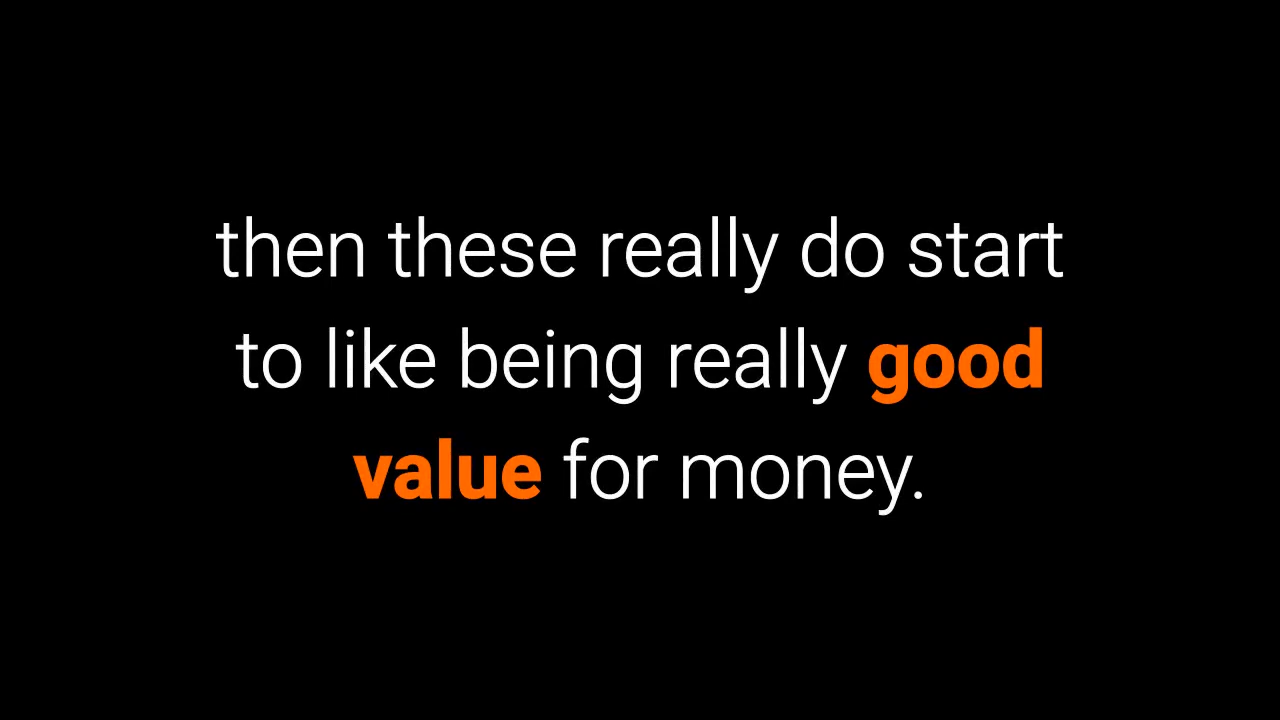 then these really do start
to like being really good
value for money.